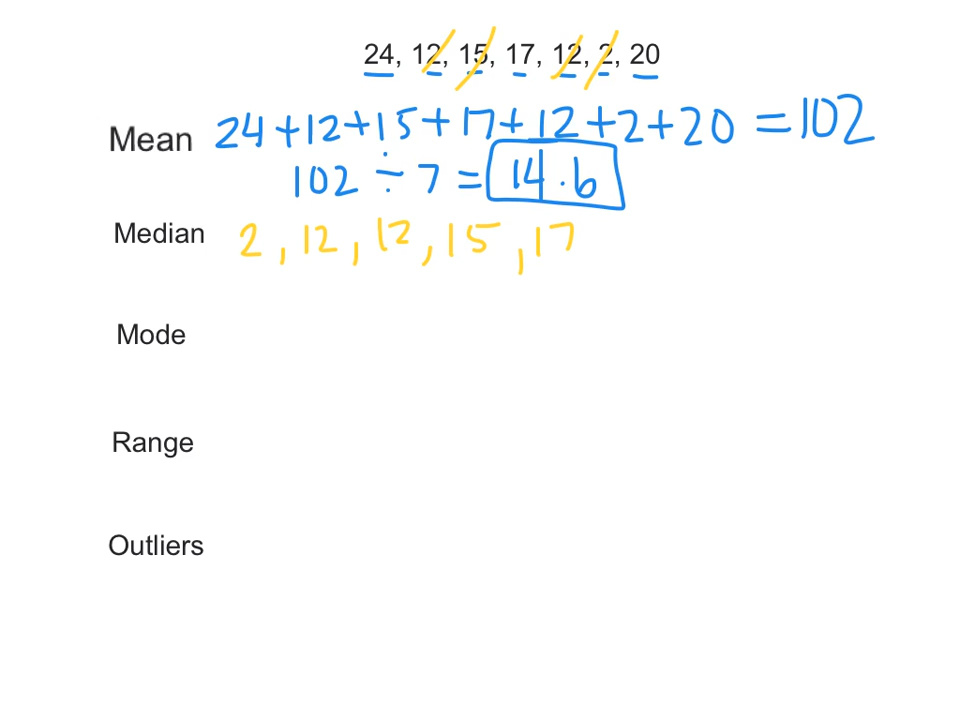 24, 12, 15, 17, 12, 2, 20
Mean 24+12+15+17+12+2+20 =102
102 ÷ 7 = 14.6
Median 2, 12, 12, 15, 17
Mode
Range
Outliers